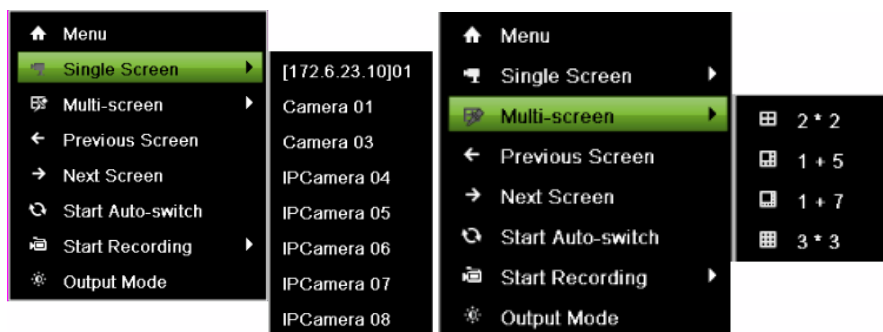 Menu
Single Screen
Multi-screen
Previous Screen
Next Screen
Start Auto-switch
Start Recording
Output Mode
[172.6.23.10]01
Camera 01
Camera 03
IPCamera 04
IPCamera 05
IPCamera 06
IPCamera 07
IPCamera 08
Menu
Single Screen
Multi-screen
Previous Screen
Next Screen
Start Auto-switch
Start Recording
Output Mode
2 * 2
1 + 5
1 + 7
3 * 3